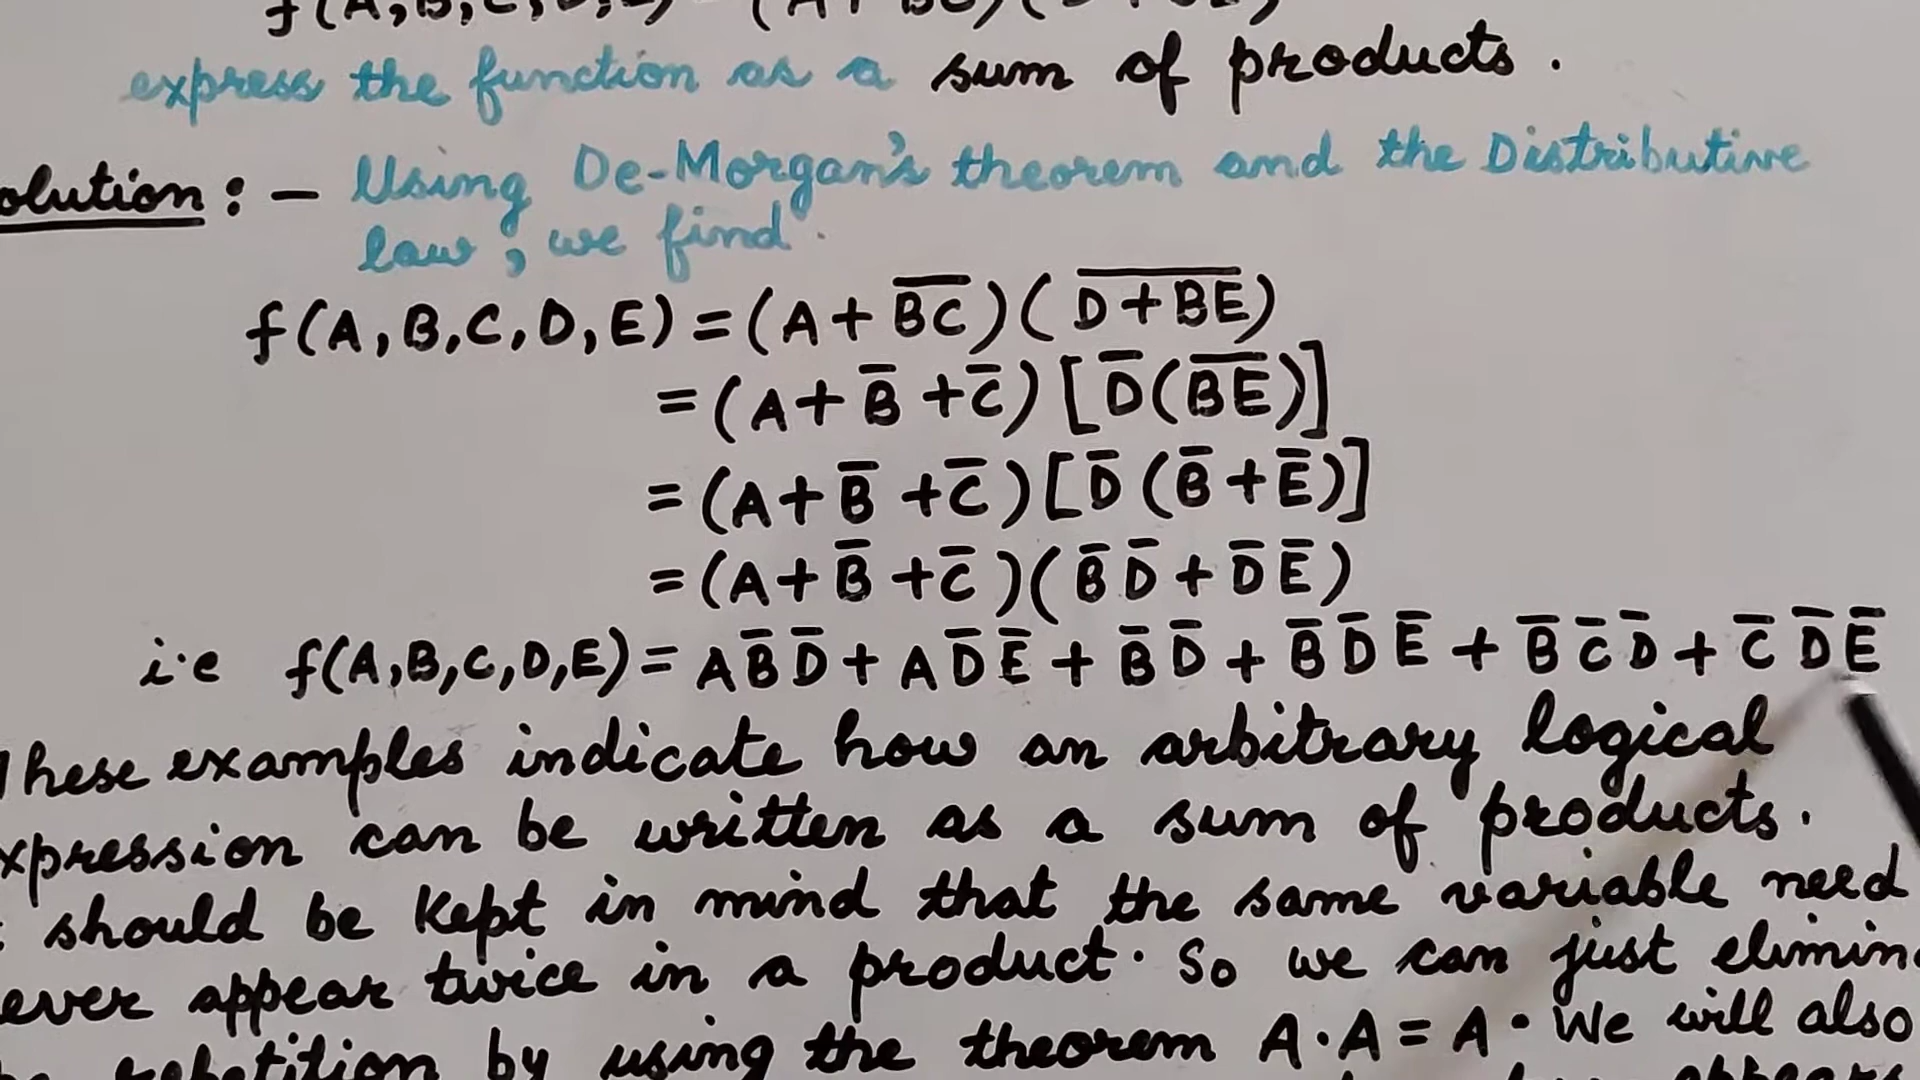 express the function as a sum of products.
olution :- Using De-Morgan's theorem and the Distributive
law, we find.
f(A,B,C,D,E) = (A+B̅C̅)(D̅+̅B̅E̅)
= (A+B̅+C̅)[D̅(B̅E̅)]
= (A+B̅+C̅)[D̅(B̅+E̅)]
= (A+B̅+C̅)(B̅D̅+D̅E̅)
i.e f(A,B,C,D,E) = AB̅D̅ + AD̅E̅ + B̅D̅ + B̅D̅E̅ + B̅C̅D̅ + C̅D̅E̅
These examples indicate how an arbitrary logical
xpression can be written as a sum of products.
should be kept in mind that the same variable need
ever appear twice in a product. So we can just elimin
repetition by using the theorem A.A = A. We will also